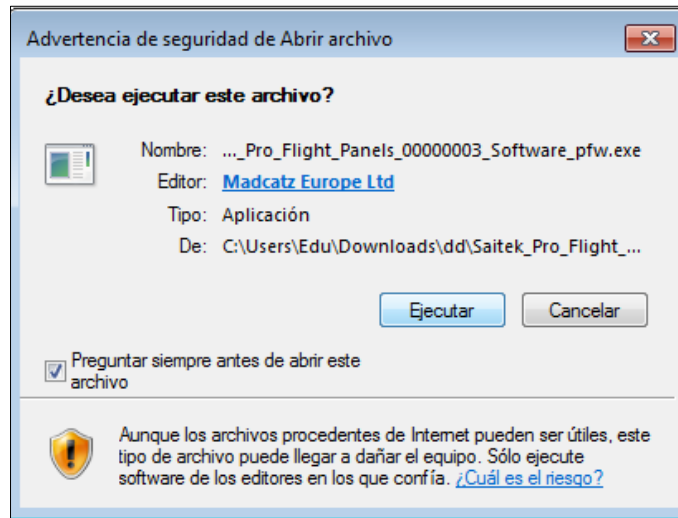 Advertencia de seguridad de Abrir archivo
¿Desea ejecutar este archivo?
Nombre: ..._Pro_Flight_Panels_00000003_Software_pfw.exe
Editor: Madcatz Europe Ltd
Tipo: Aplicación
De: C:\Users\Edu\Downloads\dd\Saitek_Pro_Flight_...
Ejecutar Cancelar
Preguntar siempre antes de abrir este
archivo
Aunque los archivos procedentes de Internet pueden ser útiles, este
tipo de archivo puede llegar a dañar el equipo. Sólo ejecute
software de los editores en los que confía. ¿Cuál es el riesgo?